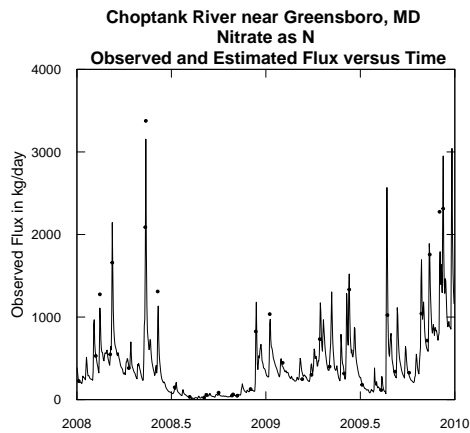 Choptank River near Greensboro, MD
Nitrate as N
Observed and Estimated Flux versus Time
Observed Flux in kg/day
4000
3000
2000
1000
0
2008 2008.5 2009 2009.5 2010